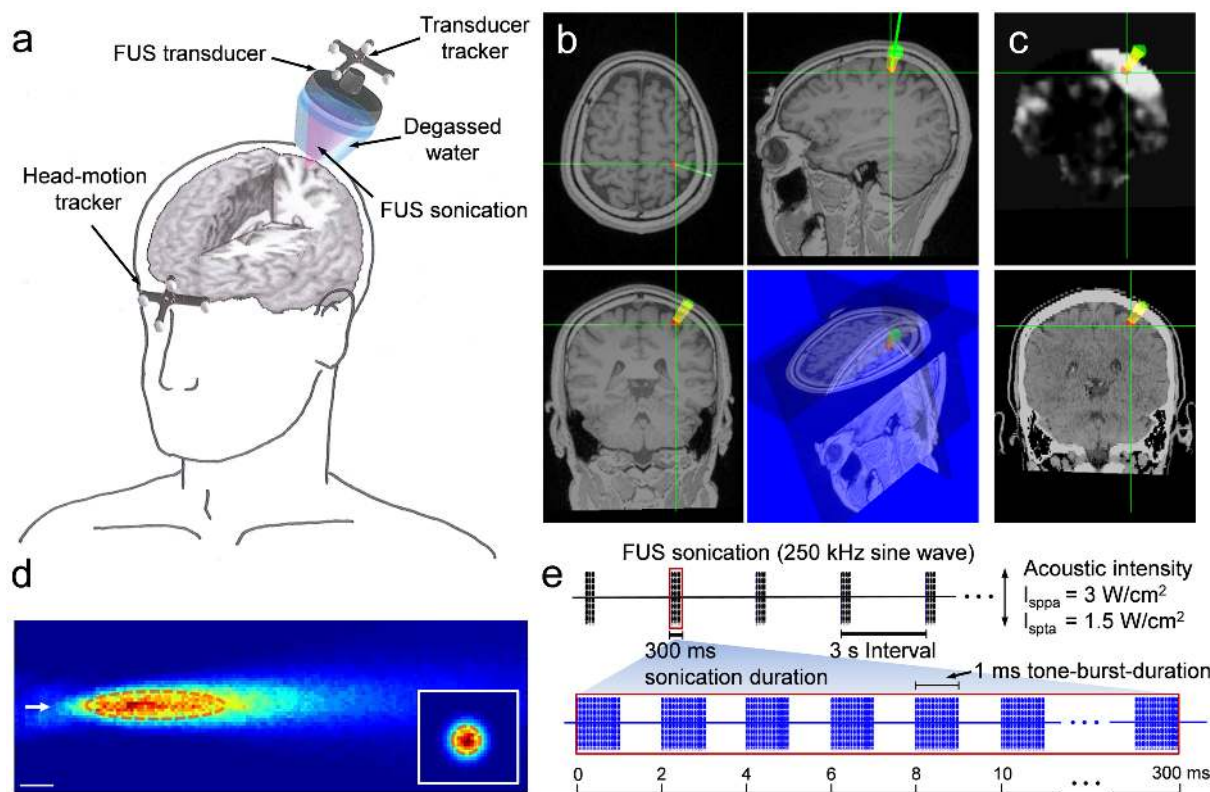 a
Transducer
tracker
FUS transducer
Degassed
water
Head-motion
tracker
FUS sonication
b
c
d
e
FUS sonication (250 kHz sine wave)
Acoustic intensity
I_sppa = 3 W/cm²
I_spta = 1.5 W/cm²
300 ms
sonication duration
3 s Interval
1 ms tone-burst-duration
0 2 4 6 8 10 300 ms